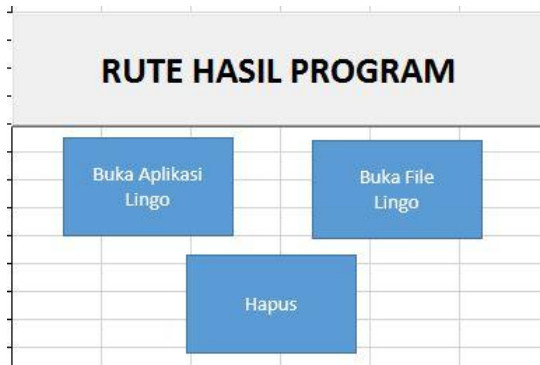 RUTE HASIL PROGRAM
Buka Aplikasi
Lingo
Buka File
Lingo
Hapus